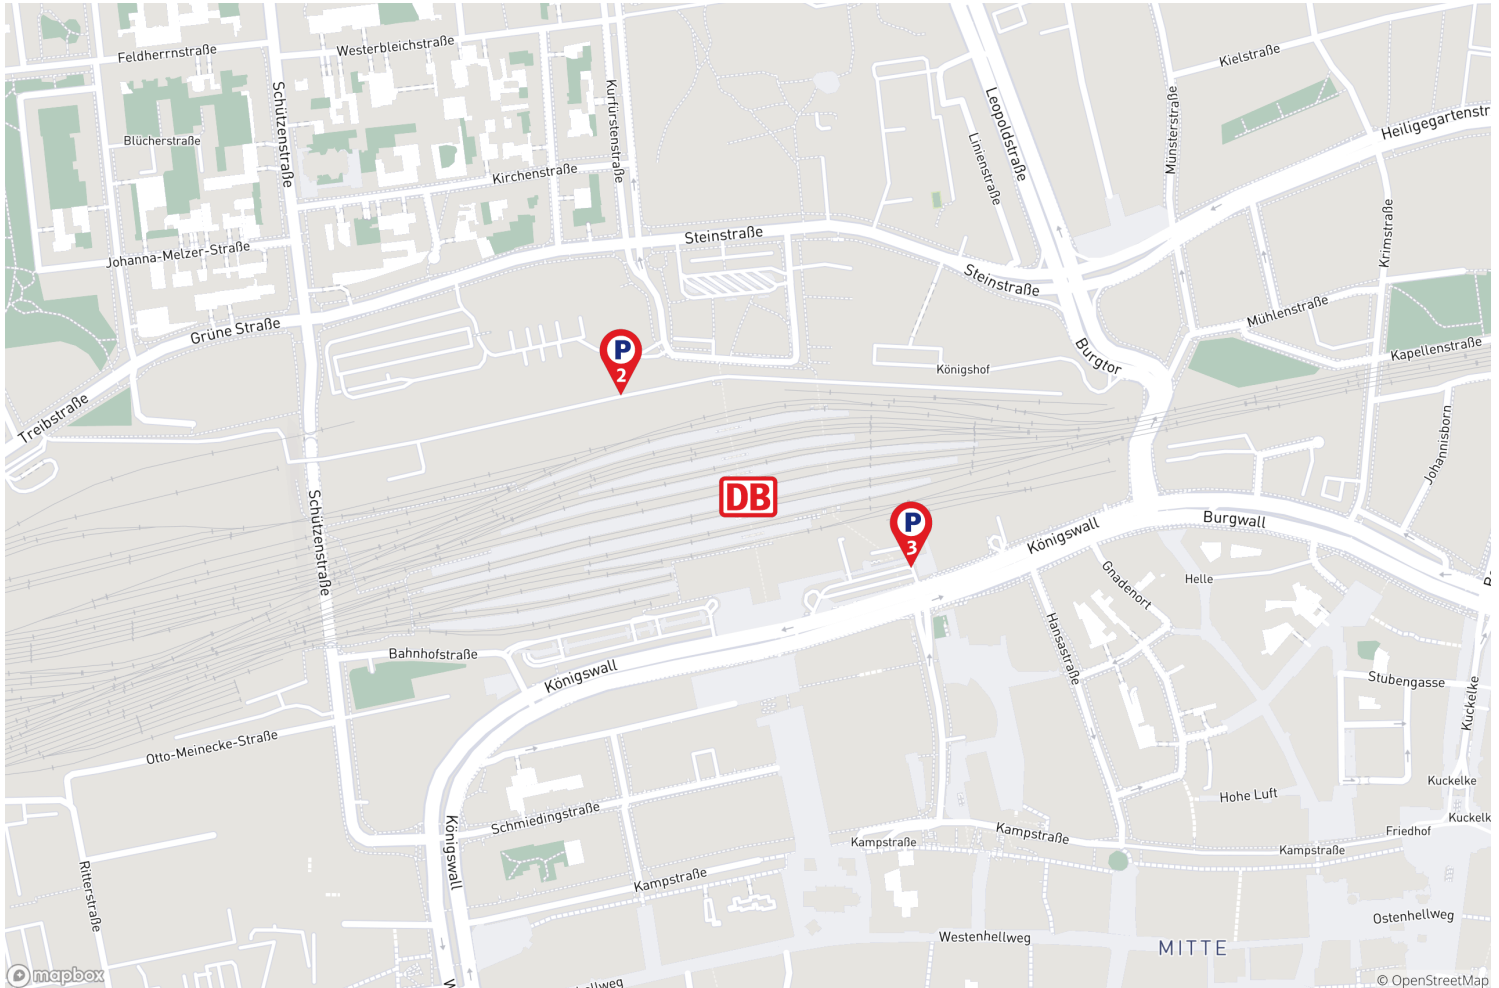 Feldherrnstraße
Westerbleichstraße
Schützenstraße
Kurfürstenstraße
Blücherstraße
Kirchenstraße
Johanna-Melzer-Straße
Leopoldstraße
Linienstraße
Kielstraße
Münsterstraße
Heiligegartenstr
Krimstraße
Steinstraße
Steinstraße
Grüne Straße
Mühlenstraße
Kapellenstraße
Burgtor
Königshof
Treibstraße
P
2
Johannisborn
Schützenstraße
DB
P
3
Königswall
Burgwall
Helle
Gnadenort
Hansastraße
Bahnhofstraße
Königswall
Stubengasse
Kuckelke
Otto-Meinecke-Straße
Kuckelke
Hohe Luft
Kuckelk
Schmiedingstraße
Königswall
Kampstraße
Kampstraße
Friedhof
Kampstraße
Kampstraße
Ritterstraße
Ostenhellweg
Westenhellweg
MITTE
hellweg
W
mapbox
© OpenStreetMap